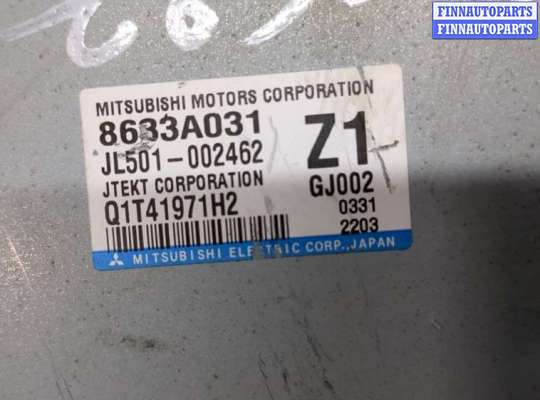 FINNAUTOPARTS
FINNAUTOPARTS
MITSUBISHI MOTORS CORPORATION
8633A031
JL501-002462
Z1
JTEKT CORPORATION
GJ002
Q1T41971H2
0331
2203
MITSUBISHI ELECTRIC CORP.,JAPAN